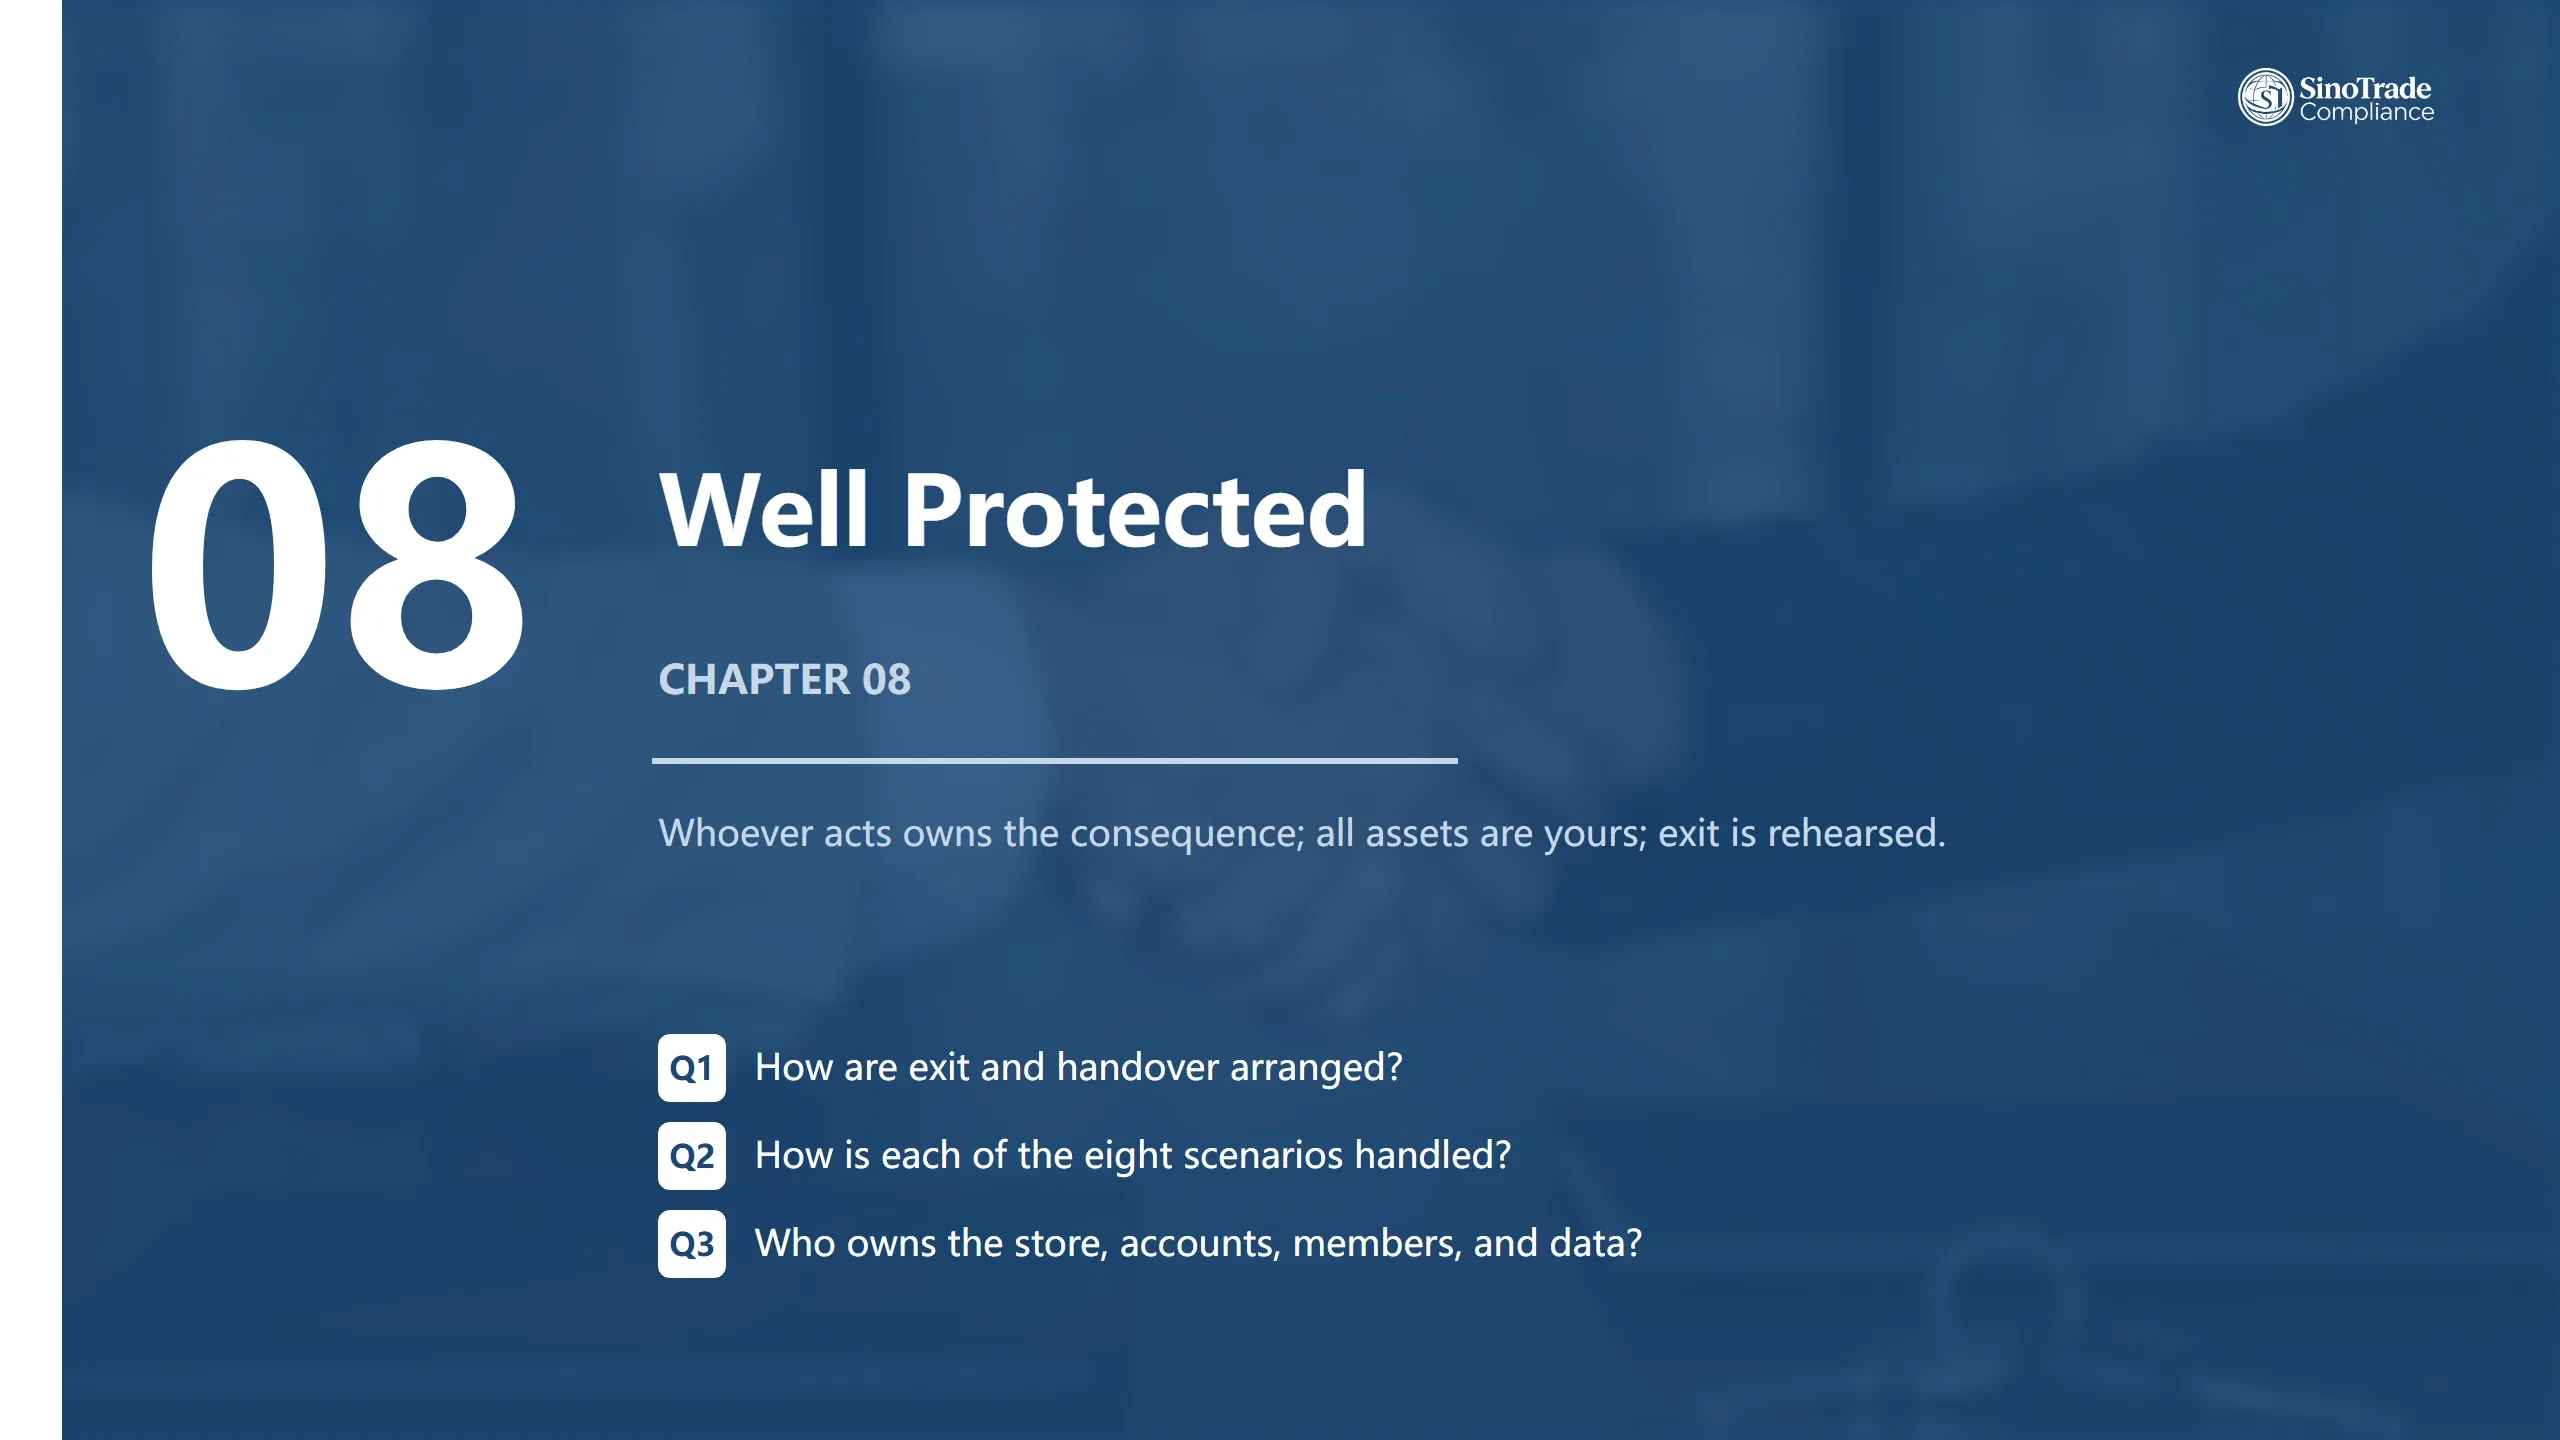 SinoTrade
Compliance
08
Well Protected
CHAPTER 08
Whoever acts owns the consequence; all assets are yours; exit is rehearsed.
Q1 How are exit and handover arranged?
Q2 How is each of the eight scenarios handled?
Q3 Who owns the store, accounts, members, and data?